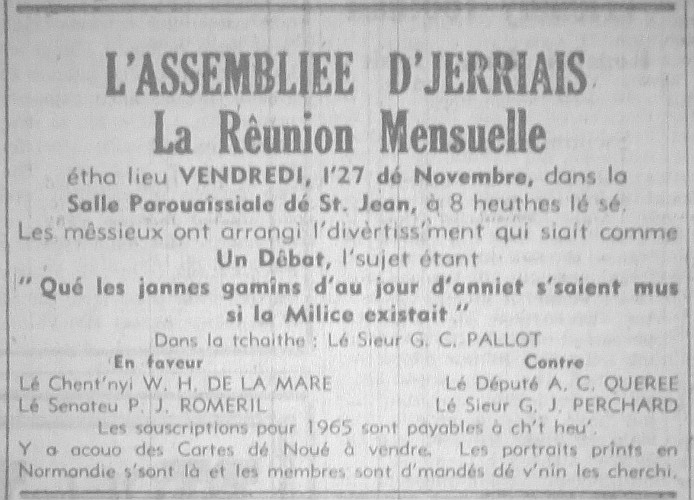 L'ASSEMBLIEE D'JERRIAIS
La Rêunion Mensuelle
étha lieu VENDREDI, l'27 dé Novembre, dans la
Salle Parouaîssiale dé St. Jean, à 8 heuthes lé sé.
Les mêssieux ont arrangi l'divèrtiss'ment qui siait comme
Un Dêbat, l'sujet étant
" Qué les jannes gamins d'au jour d'anniet s'saient mus
si la Milice existait "
Dans la tchaithe : Lé Sieur G. C. PALLOT
En faveur Contre
Lé Chent'nyi W. H. DE LA MARE Lé Député A. C. QUEREE
Lé Senateu P. J. ROMERIL Lé Sieur G. J. PERCHARD
Les souscriptions pour 1965 sont payables à ch't heu'.
Y a acouo des Cartes dé Noué à vendre. Les portraits prînts en
Normandie s'sont là et les membres sont d'mandés dé v'nin les cherchi.